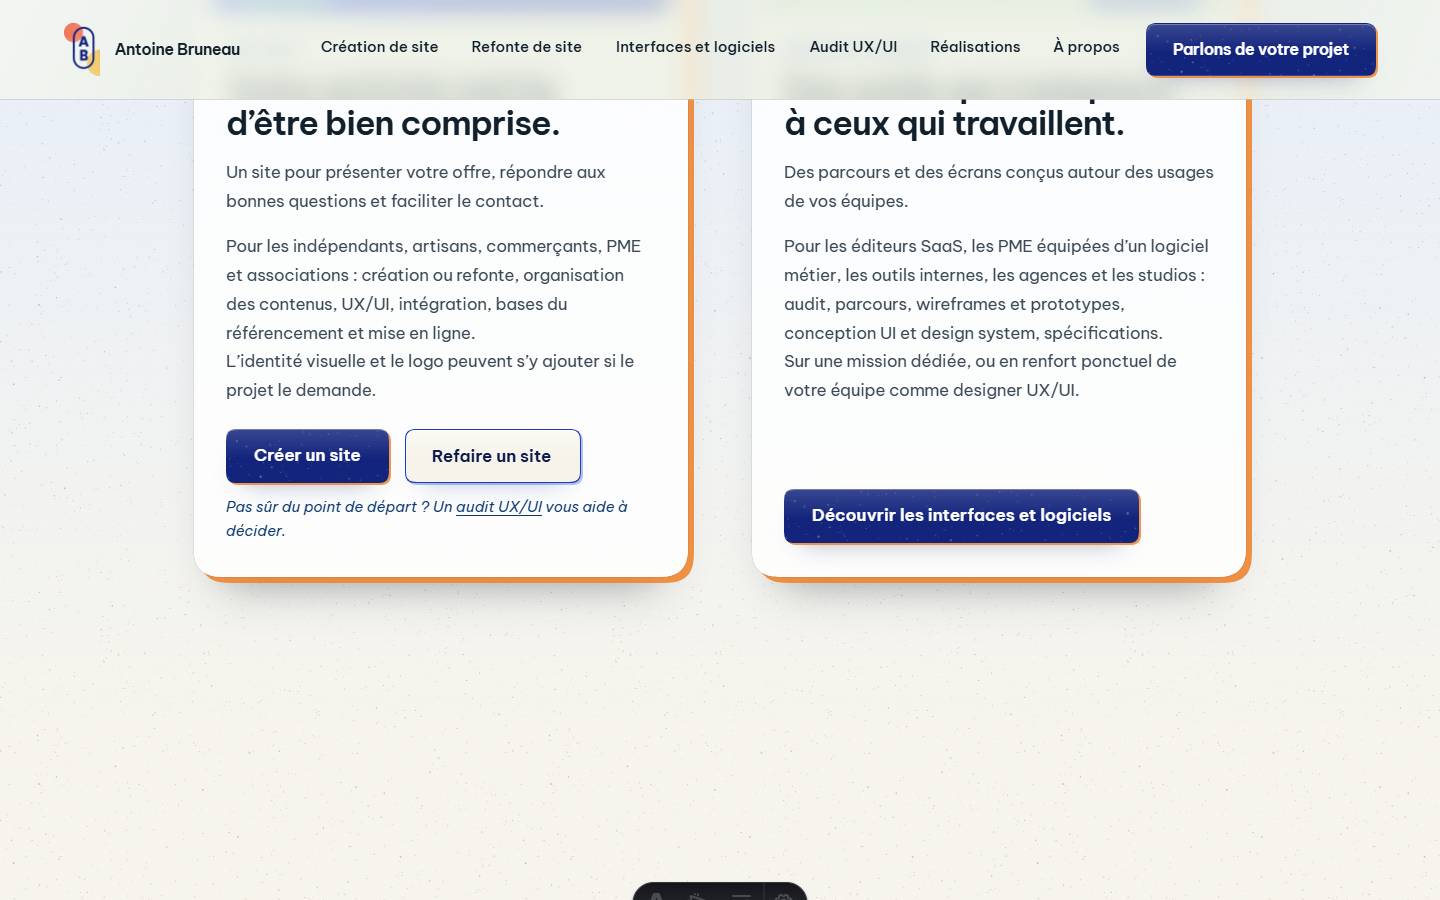 AB
Antoine Bruneau
Création de site
Refonte de site
Interfaces et logiciels
Audit UX/UI
Réalisations
À propos
Parlons de votre projet
d’être bien comprise.
Un site pour présenter votre offre, répondre aux
bonnes questions et faciliter le contact.
Pour les indépendants, artisans, commerçants, PME
et associations : création ou refonte, organisation
des contenus, UX/UI, intégration, bases du
référencement et mise en ligne.
L’identité visuelle et le logo peuvent s’y ajouter si le
projet le demande.
Créer un site
Refaire un site
Pas sûr du point de départ ? Un audit UX/UI vous aide à
décider.
à ceux qui travaillent.
Des parcours et des écrans conçus autour des usages
de vos équipes.
Pour les éditeurs SaaS, les PME équipées d’un logiciel
métier, les outils internes, les agences et les studios :
audit, parcours, wireframes et prototypes,
conception UI et design system, spécifications.
Sur une mission dédiée, ou en renfort ponctuel de
votre équipe comme designer UX/UI.
Découvrir les interfaces et logiciels